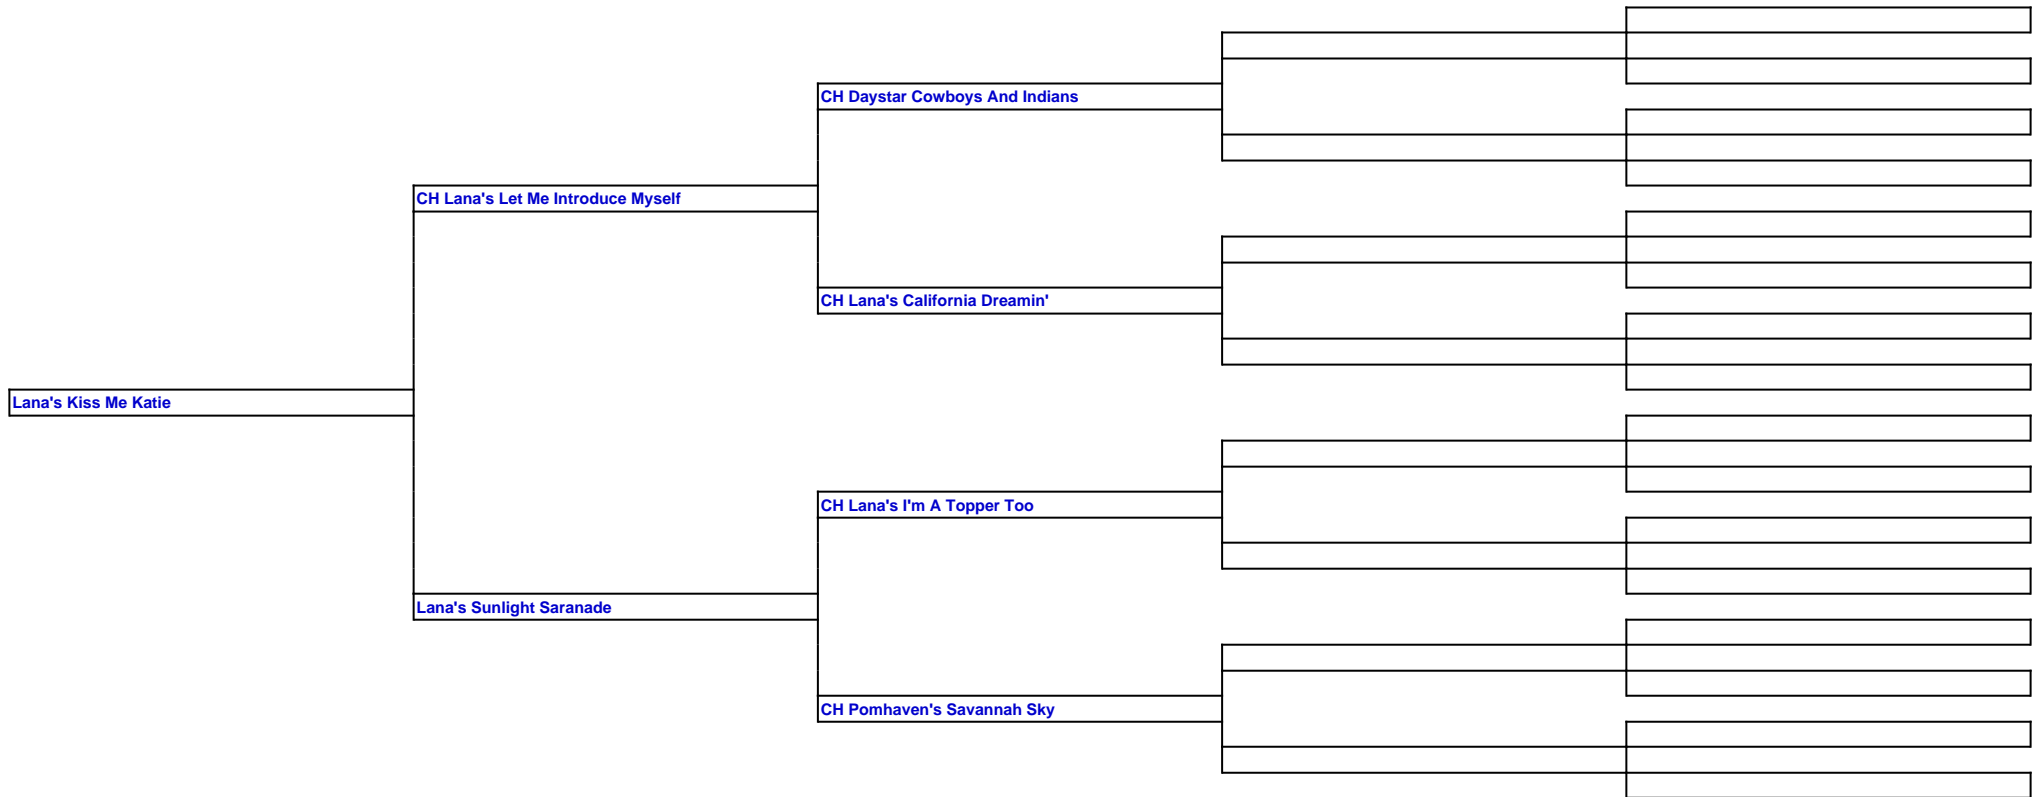 CH Daystar Cowboys And Indians
CH Lana's Let Me Introduce Myself
CH Lana's California Dreamin'
Lana's Kiss Me Katie
CH Lana's I'm A Topper Too
Lana's Sunlight Saranade
CH Pomhaven's Savannah Sky